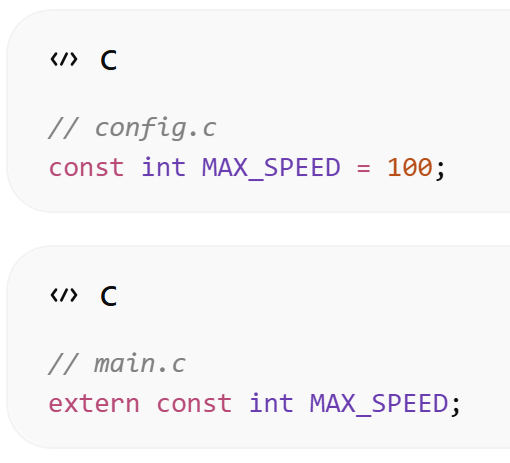 </> C
// config.c
const int MAX_SPEED = 100;
</> C
// main.c
extern const int MAX_SPEED;